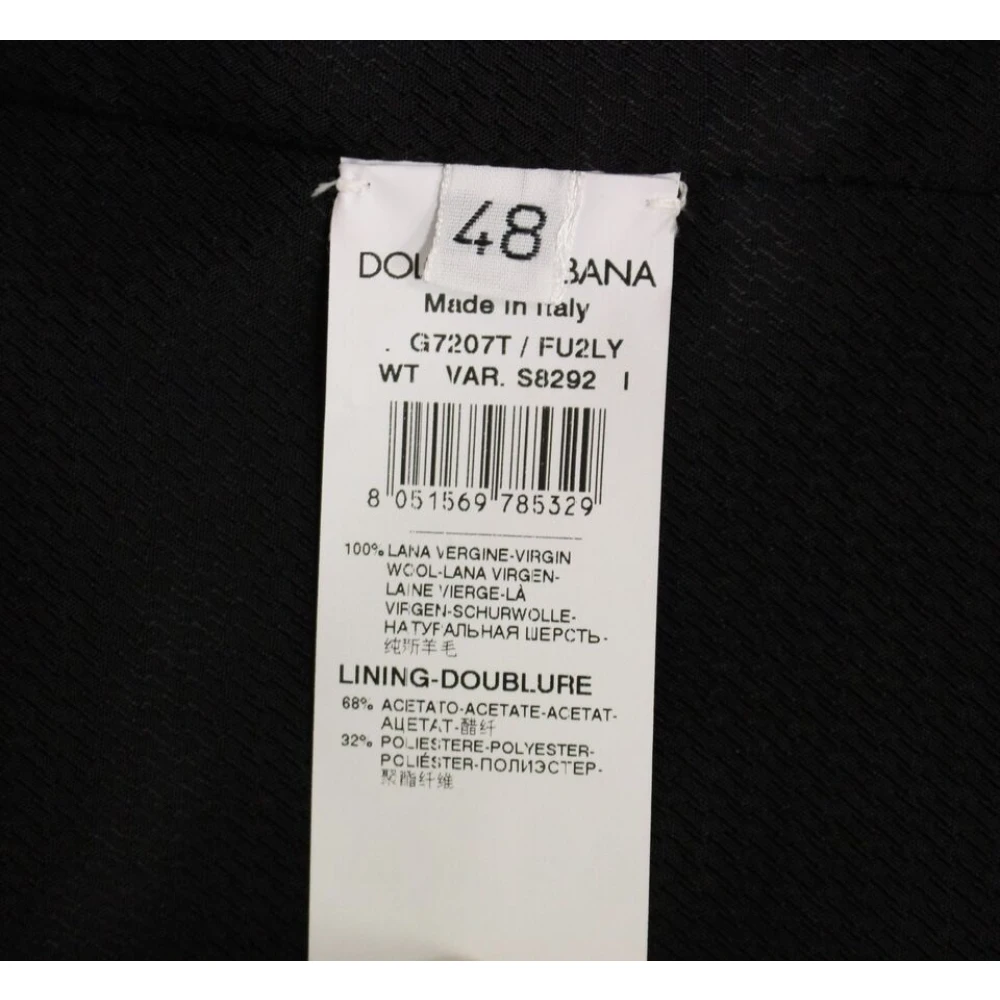 48
DOL BANA
Made in Italy
. G7207T / FU2LY
WT VAR. S8292 I
8 051569 785329
100% LANA VERGINE-VIRGIN
WOOL-LANA VIRGEN-
LAINE VIERGE-LÀ
VIRGEN-SCHURWOLLE-
НАТУРАЛЬНАЯ ШЕРСТЬ-
纯新羊毛
LINING-DOUBLURE
68% ACETATO-ACETATE-ACETAT-
АЦЕТАТ-醋纤
32% POLIESTERE-POLYESTER-
POLIÉSTER-ПОЛИЭСТЕР-
聚酯纤维